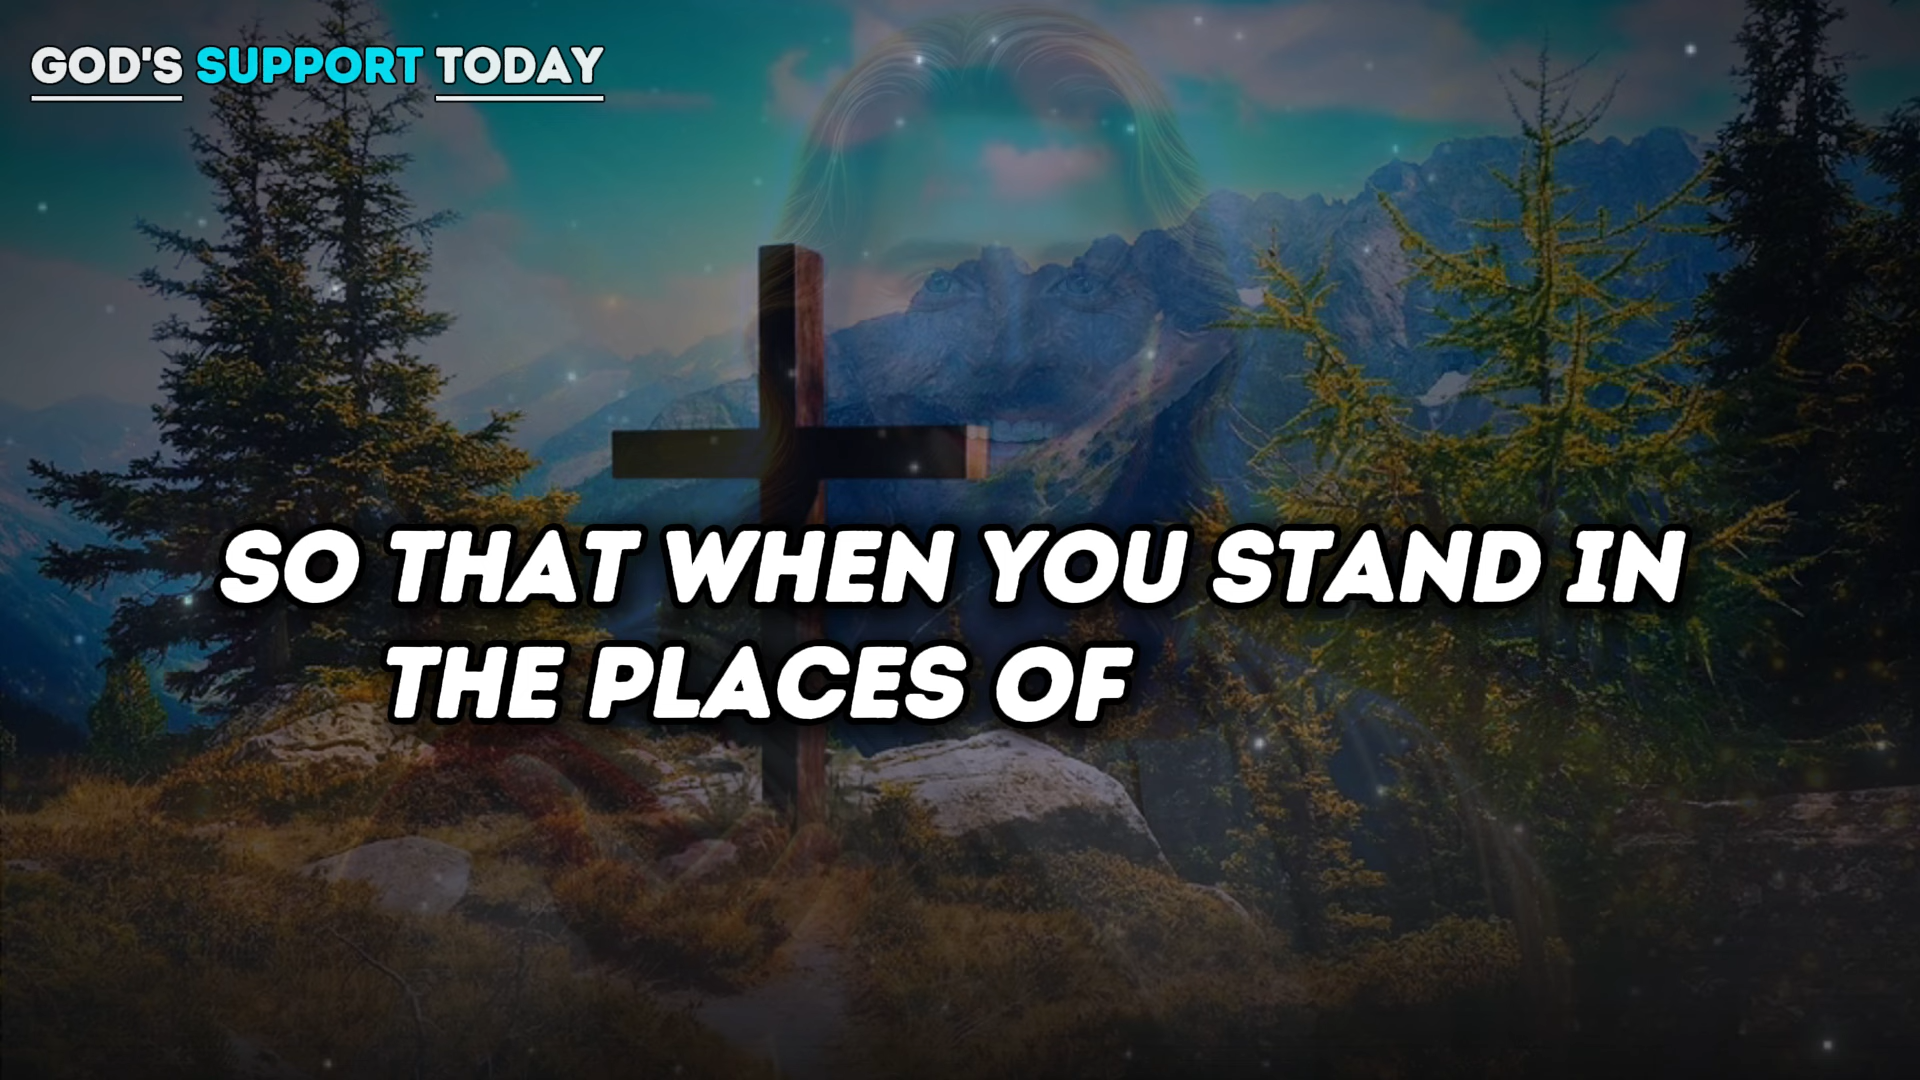 GOD'S SUPPORT TODAY
SO THAT WHEN YOU STAND IN
THE PLACES OF